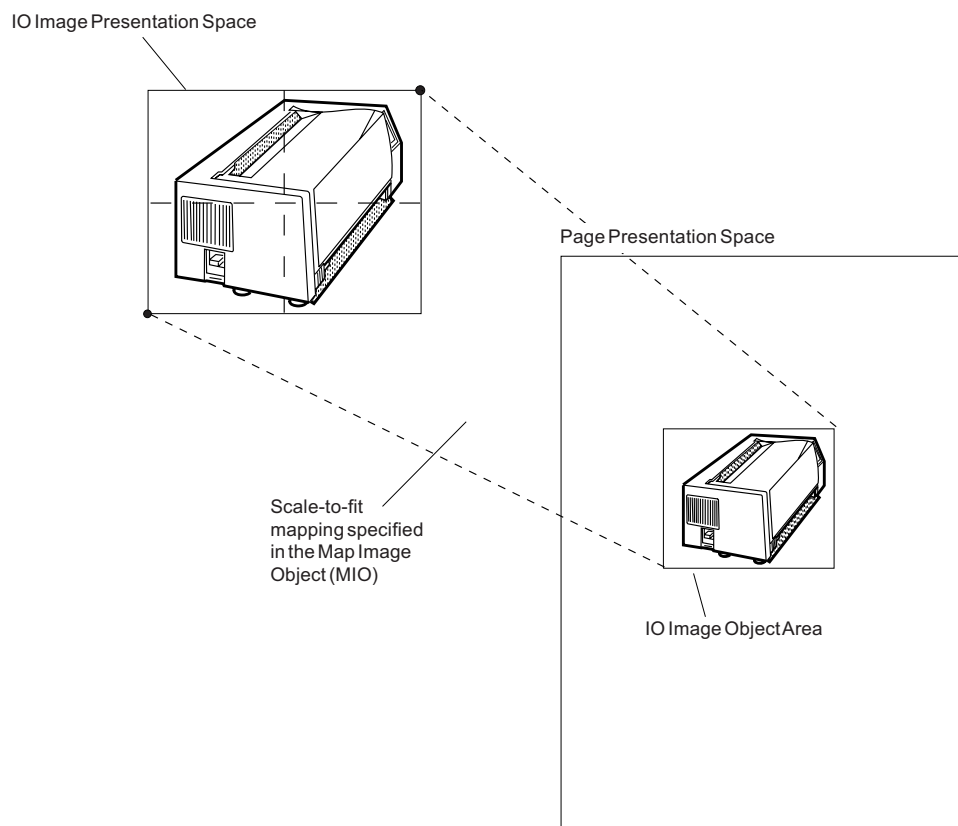 IO Image Presentation Space
Page Presentation Space
Scale-to-fit
mapping specified
in the Map Image
Object (MIO)
IO Image Object Area